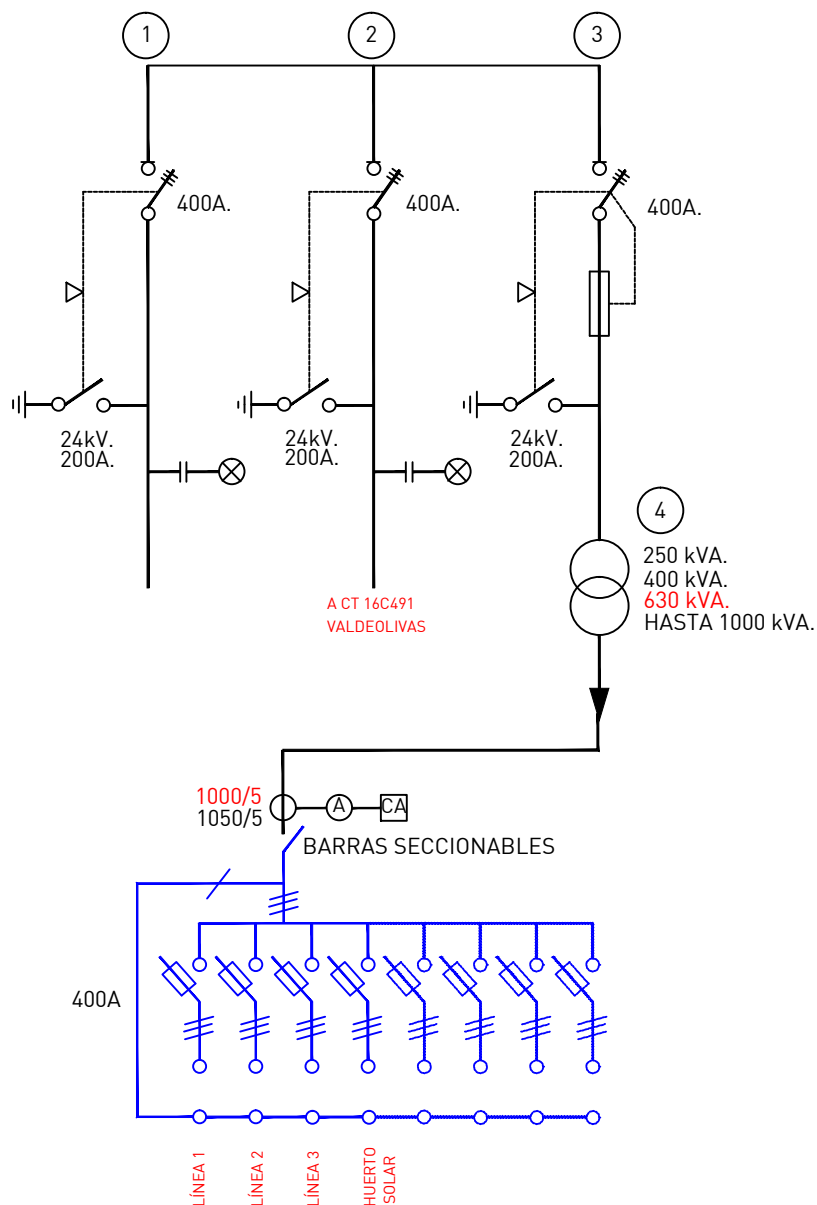 1
2
3
400A.
400A.
400A.
24kV.
200A.
24kV.
200A.
24kV.
200A.
4
250 kVA.
400 kVA.
630 kVA.
HASTA 1000 kVA.
A CT 16C491
VALDEOLIVAS
1000/5
1050/5
A
CA
BARRAS SECCIONABLES
400A
LÍNEA 1
LÍNEA 2
LÍNEA 3
HUERTO
SOLAR